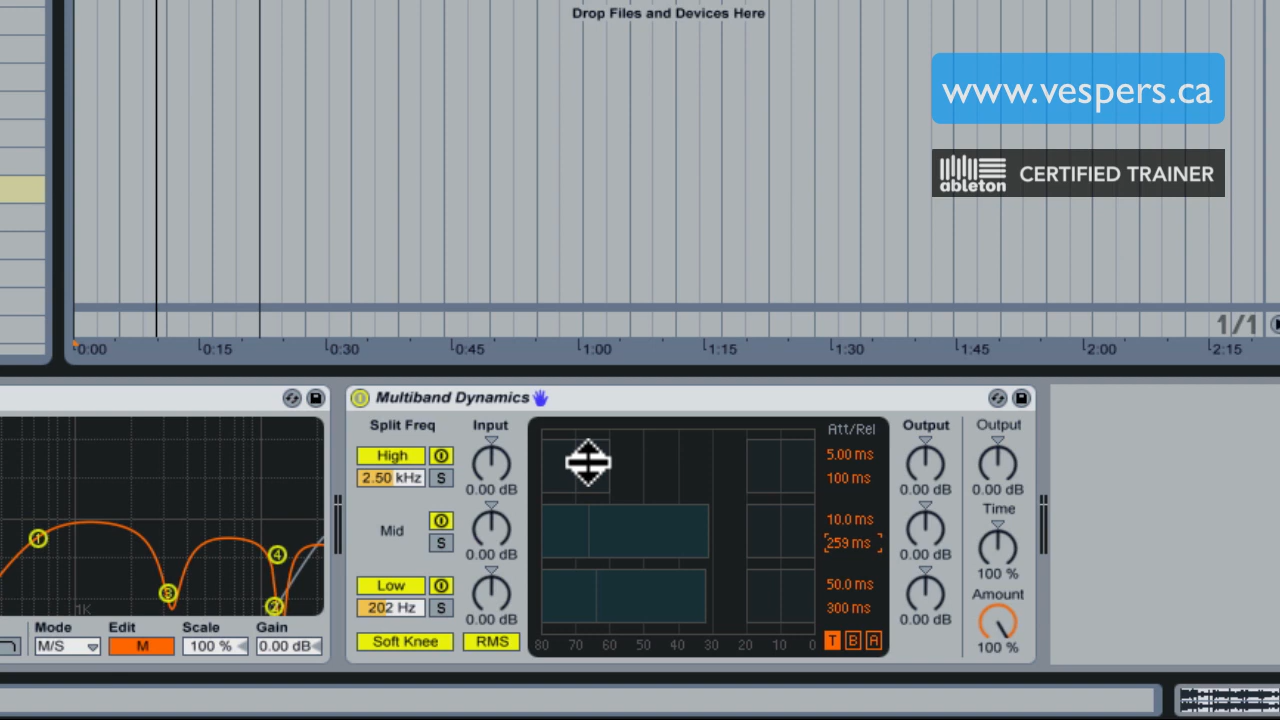 Drop Files and Devices Here
www.vespers.ca
ableton CERTIFIED TRAINER
1/1
0:00 0:15 0:30 0:45 1:00 1:15 1:30 1:45 2:00 2:15
Multiband Dynamics
Split Freq Input Att/Rel Output Output
High 5.00 ms
2.50 kHz S 0.00 dB 100 ms 0.00 dB 0.00 dB
Time
Mid 10.0 ms
S 0.00 dB 259 ms 0.00 dB 100 %
1 4 3 2
Low 50.0 ms Amount
1K 202 Hz S 0.00 dB 300 ms 0.00 dB
Mode Edit Scale Gain
M/S M 100 % 0.00 dB Soft Knee RMS 80 70 60 50 40 30 20 10 0 T B A 100 %